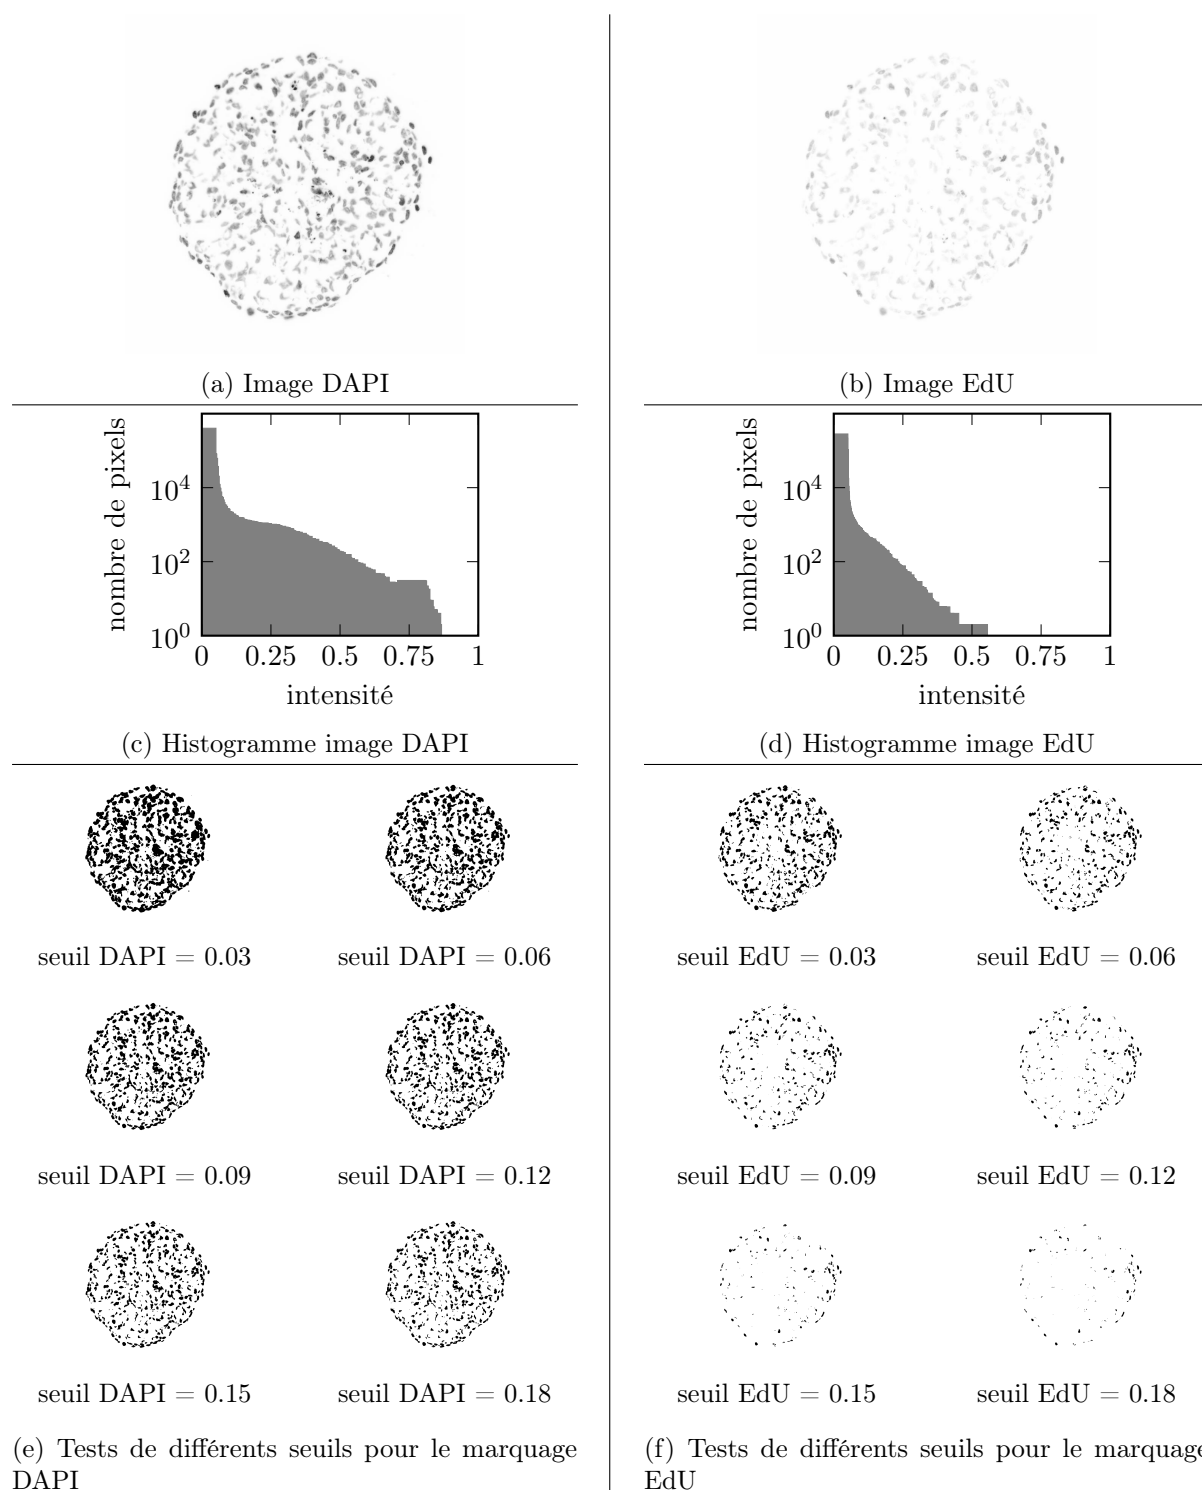 (a) Image DAPI
(b) Image EdU
nombre de pixels
10^4
10^2
10^0
0 0.25 0.5 0.75 1
intensité
(c) Histogramme image DAPI
nombre de pixels
10^4
10^2
10^0
0 0.25 0.5 0.75 1
intensité
(d) Histogramme image EdU
seuil DAPI = 0.03
seuil DAPI = 0.06
seuil DAPI = 0.09
seuil DAPI = 0.12
seuil DAPI = 0.15
seuil DAPI = 0.18
(e) Tests de différents seuils pour le marquage
DAPI
seuil EdU = 0.03
seuil EdU = 0.06
seuil EdU = 0.09
seuil EdU = 0.12
seuil EdU = 0.15
seuil EdU = 0.18
(f) Tests de différents seuils pour le marquage
EdU